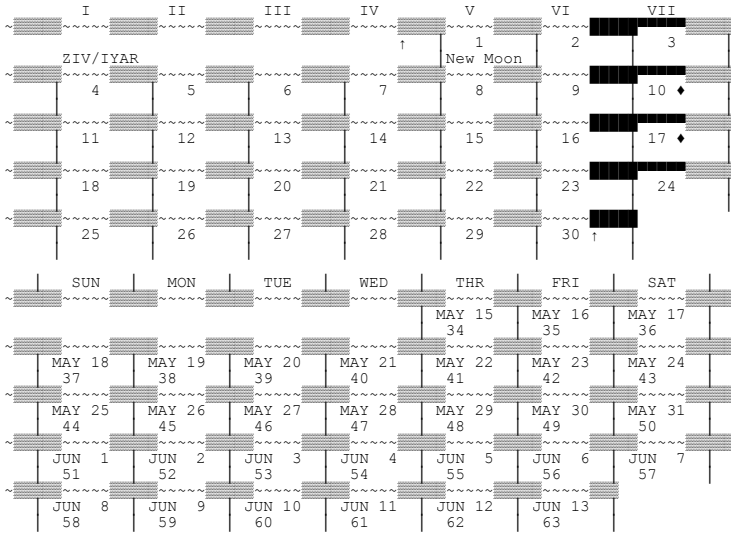 I II III IV V VI VII
↑ 1 2 3
ZIV/IYAR New Moon
4 5 6 7 8 9 10 ♦
11 12 13 14 15 16 17 ♦
18 19 20 21 22 23 24
25 26 27 28 29 30 ↑
SUN MON TUE WED THR FRI SAT
MAY 15 MAY 16 MAY 17
34 35 36
MAY 18 MAY 19 MAY 20 MAY 21 MAY 22 MAY 23 MAY 24
37 38 39 40 41 42 43
MAY 25 MAY 26 MAY 27 MAY 28 MAY 29 MAY 30 MAY 31
44 45 46 47 48 49 50
JUN 1 JUN 2 JUN 3 JUN 4 JUN 5 JUN 6 JUN 7
51 52 53 54 55 56 57
JUN 8 JUN 9 JUN 10 JUN 11 JUN 12 JUN 13
58 59 60 61 62 63